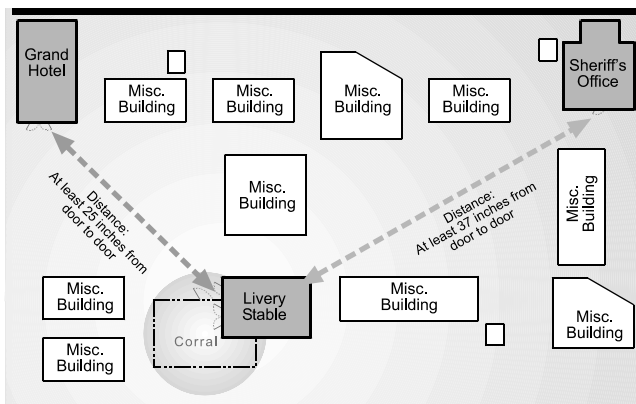 Grand
Hotel
Sheriff's
Office
Misc.
Building
Misc.
Building
Misc.
Building
Misc.
Building
Misc.
Building
Misc.
Building
Distance:
At least 25 inches from
door to door
Distance:
At least 37 inches from
door to door
Misc.
Building
Livery
Stable
Misc.
Building
Misc.
Building
Corral
Misc.
Building